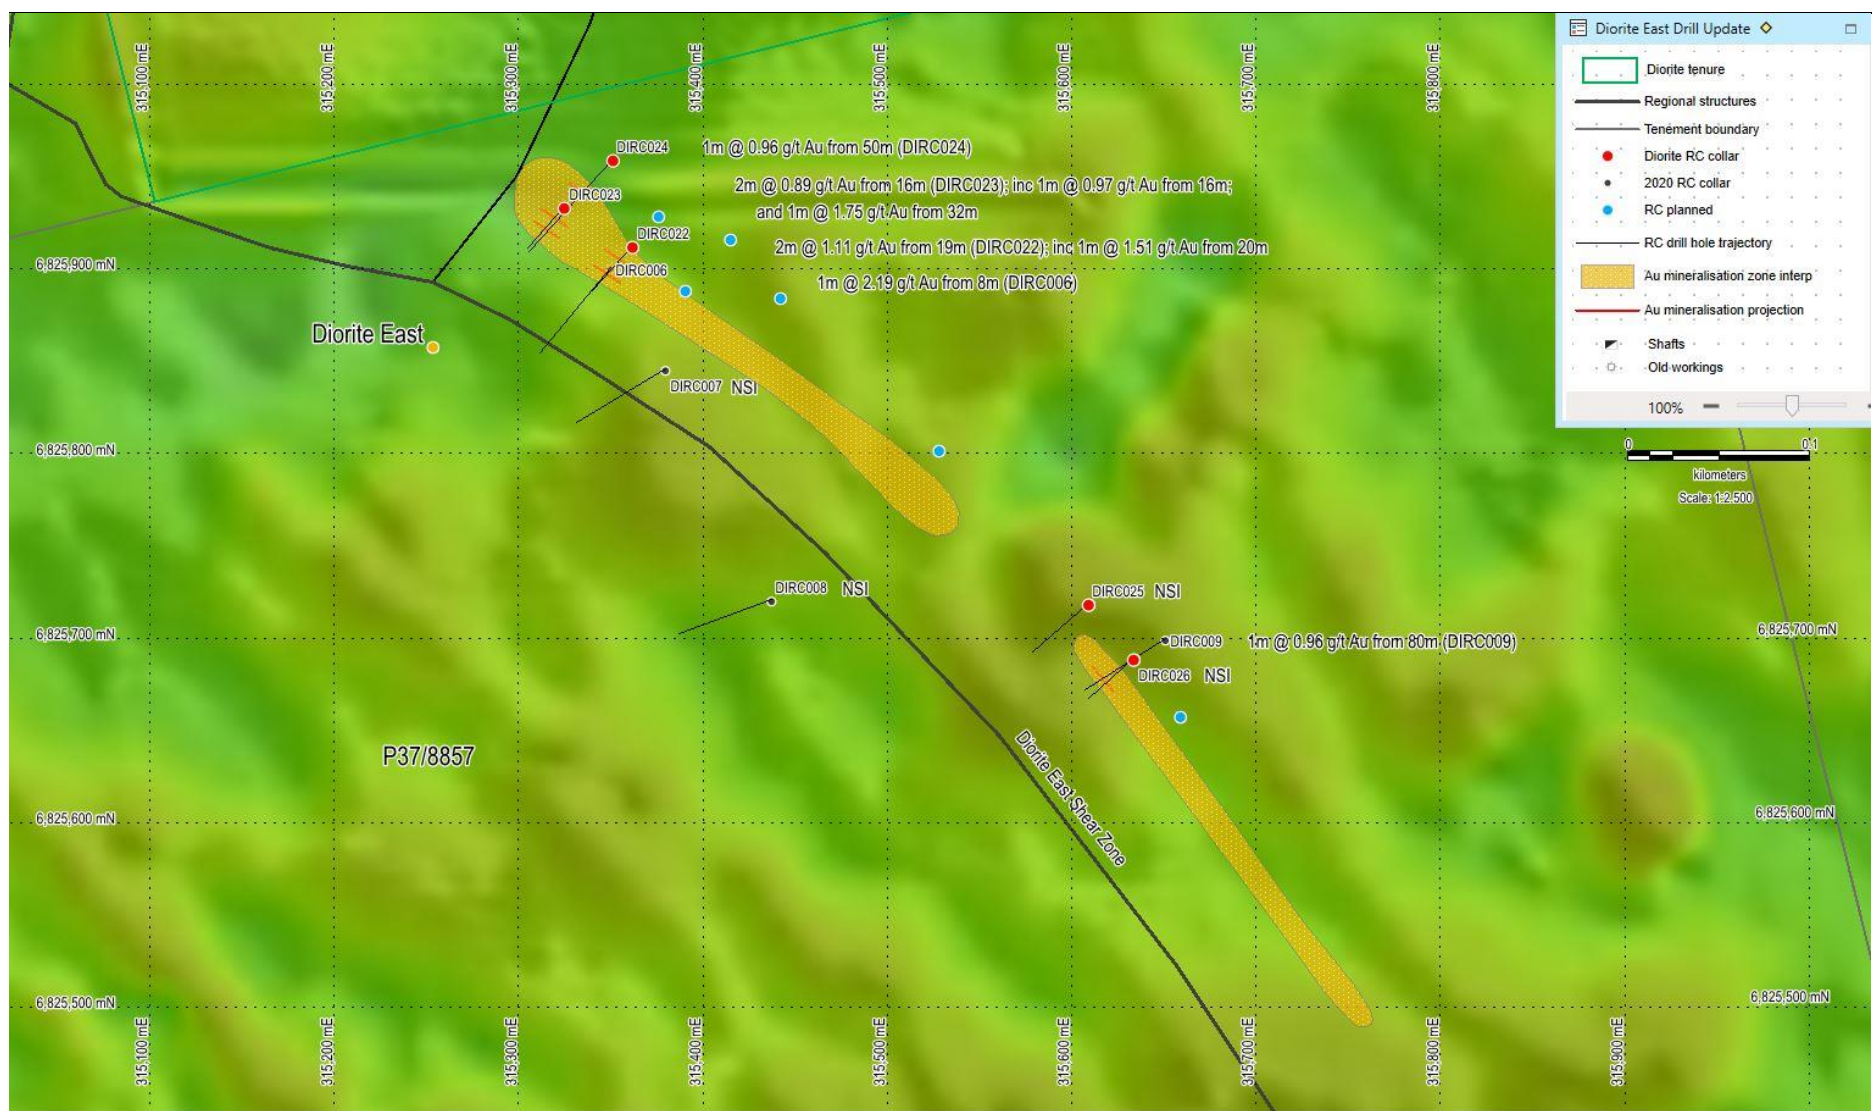 315,100 mE
315,200 mE
315,300 mE
315,400 mE
315,500 mE
315,600 mE
315,700 mE
315,800 mE
Diorite East Drill Update
Diorite tenure
Regional structures
Tenement boundary
Diorite RC collar
2020 RC collar
RC planned
RC drill hole trajectory
Au mineralisation zone interp
Au mineralisation projection
Shafts
Old workings
100%
0 0.1
kilometers
Scale: 1:2,500
DIRC024 1m @ 0.96 g/t Au from 50m (DIRC024)
DIRC023 2m @ 0.89 g/t Au from 16m (DIRC023); inc 1m @ 0.97 g/t Au from 16m;
and 1m @ 1.75 g/t Au from 32m
DIRC022
2m @ 1.11 g/t Au from 19m (DIRC022); inc 1m @ 1.51 g/t Au from 20m
6,825,900 mN
DIRC006
1m @ 2.19 g/t Au from 8m (DIRC006)
Diorite East
DIRC007 NSI
6,825,800 mN
DIRC008 NSI
DIRC025 NSI
6,825,700 mN
6,825,700 mN
DIRC009 1m @ 0.96 g/t Au from 80m (DIRC009)
DIRC026 NSI
P37/8857
Diorite East Shear Zone
6,825,600 mN
6,825,600 mN
6,825,500 mN
6,825,500 mN
315,100 mE
315,200 mE
315,300 mE
315,400 mE
315,500 mE
315,600 mE
315,700 mE
315,800 mE
315,900 mE